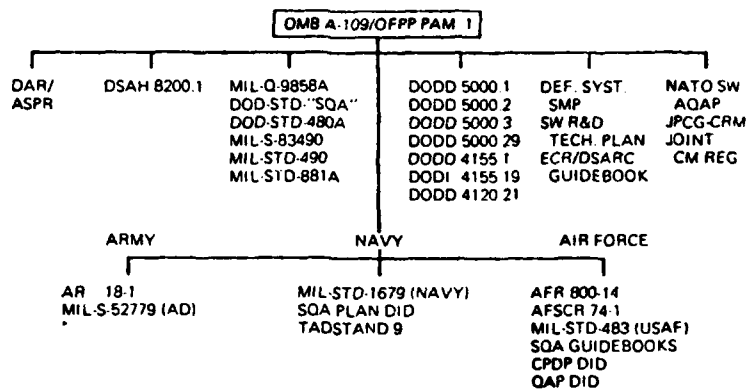 OMB A-109/OFPP PAM 1
DAR/
ASPR
DSAH 8200.1
MIL-Q-9858A
DOD-STD-"SQA"
DOD-STD-480A
MIL-S-83490
MIL-STD-490
MIL-STD-881A
DODD 5000.1
DODD 5000.2
DODD 5000 3
DODD 5000 29
DODD 4155 1
DODI 4155 19
DODD 4120 21
DEF. SYST.
SMP
SW R&D
TECH. PLAN
ECR/DSARC
GUIDEBOOK
NATO SW
AQAP
JPCG-CRM
JOINT
CM REG
ARMY
NAVY
AIR FORCE
AR 18-1
MIL-S-52779 (AD)
MIL-STD-1679 (NAVY)
SQA PLAN DID
TADSTAND 9
AFR 800-14
AFSCR 74-1
MIL-STD-483 (USAF)
SQA GUIDEBOOKS
CPDP DID
QAP DID